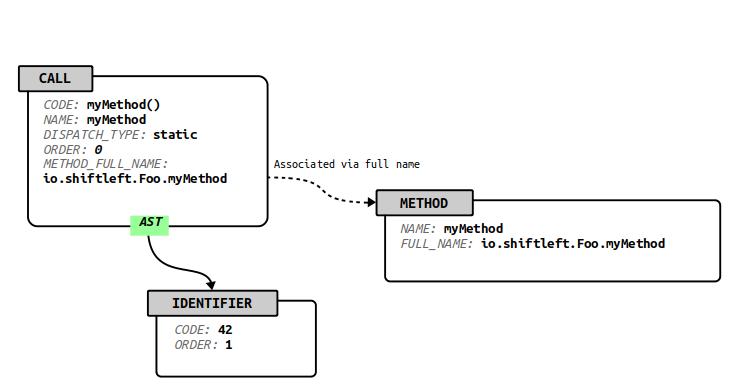 CALL
CODE: myMethod()
NAME: myMethod
DISPATCH_TYPE: static
ORDER: 0
METHOD_FULL_NAME:
io.shiftleft.Foo.myMethod
AST
Associated via full name
METHOD
NAME: myMethod
FULL_NAME: io.shiftleft.Foo.myMethod
IDENTIFIER
CODE: 42
ORDER: 1